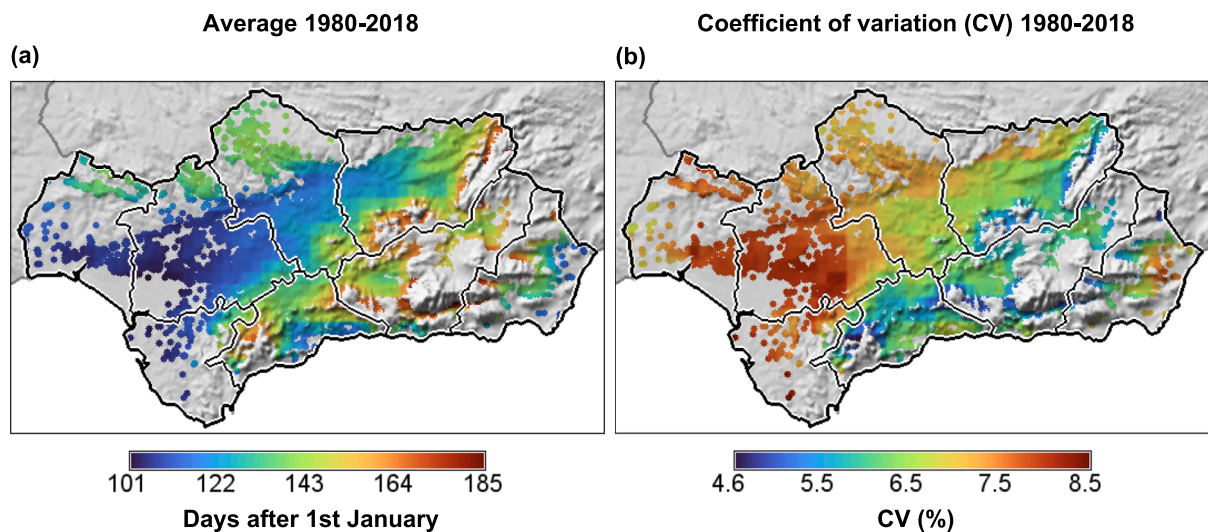 Average 1980-2018
Coefficient of variation (CV) 1980-2018
(a)
(b)
101 122 143 164 185
Days after 1st January
4.6 5.5 6.5 7.5 8.5
CV (%)